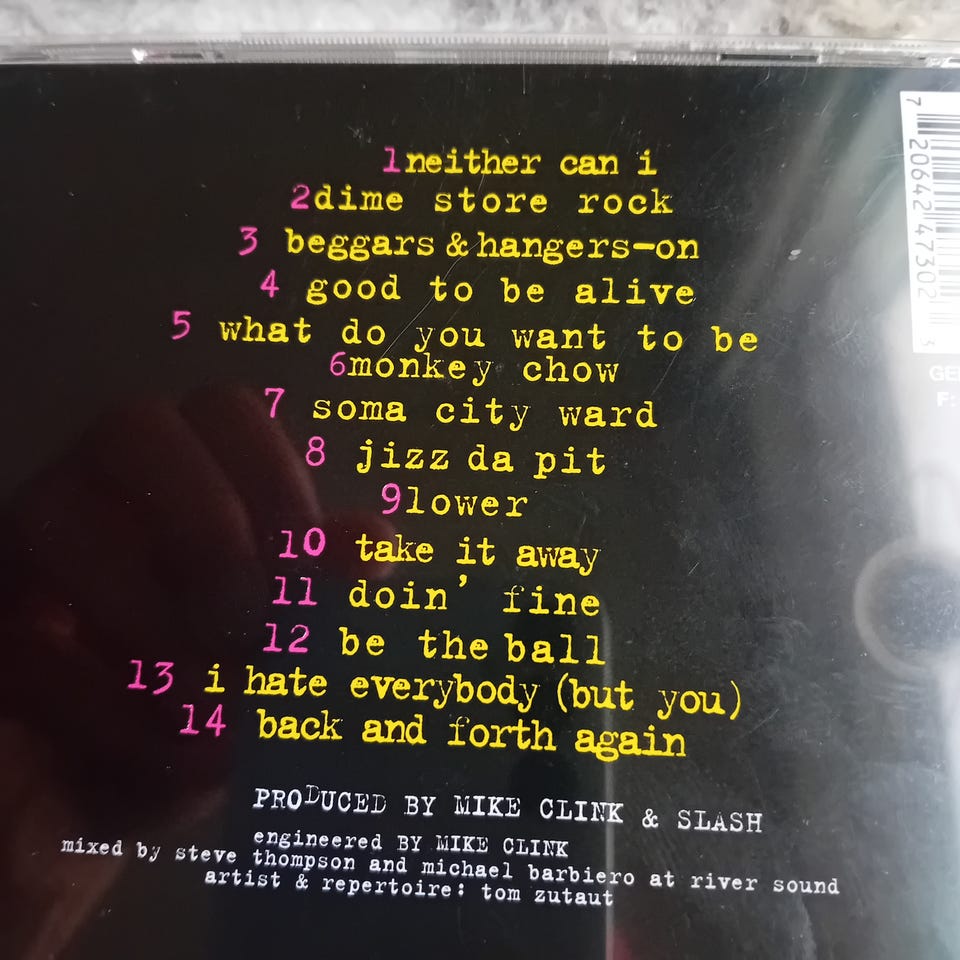 1neither can i
2dime store rock
3 beggars & hangers-on
4 good to be alive
5 what do you want to be
6monkey chow
7 soma city ward
8 jizz da pit
9lower
10 take it away
11 doin' fine
12 be the ball
13 i hate everybody (but you)
14 back and forth again
PRODUCED BY MIKE CLINK & SLASH
engineered BY MIKE CLINK
mixed by steve thompson and michael barbiero at river sound
artist & repertoire: tom zutaut
7 20642 47302 3
F: